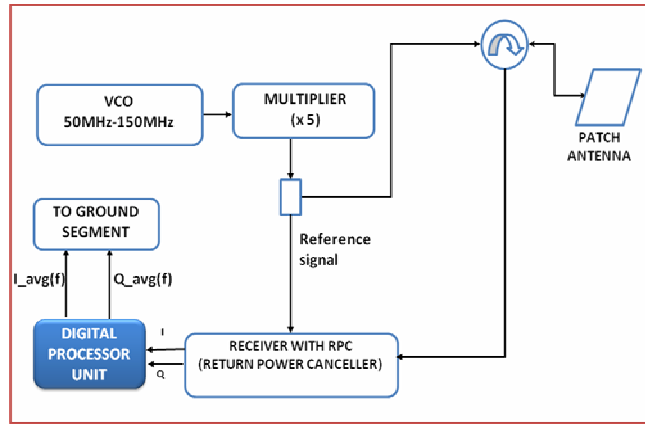 VCO
50MHz-150MHz
MULTIPLIER
(x 5)
PATCH
ANTENNA
TO GROUND
SEGMENT
Reference
signal
I_avg(f)
Q_avg(f)
DIGITAL
PROCESSOR
UNIT
I
Q
RECEIVER WITH RPC
(RETURN POWER CANCELLER)